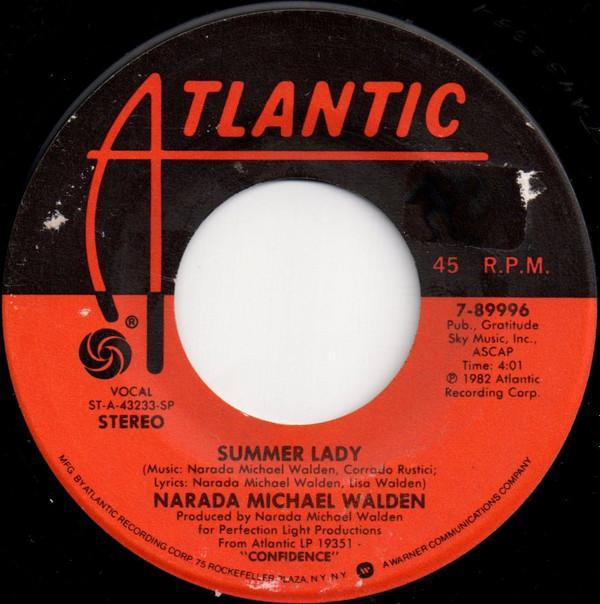 ATLANTIC
45 R.P.M.
®
7-89996
Pub., Gratitude
Sky Music, Inc.,
ASCAP
Time: 4:01
℗ 1982 Atlantic
Recording Corp.
VOCAL
ST-A-43233-SP
STEREO
SUMMER LADY
(Music: Narada Michael Walden, Corrado Rustici;
Lyrics: Narada Michael Walden, Lisa Walden)
NARADA MICHAEL WALDEN
Produced by Narada Michael Walden
for Perfection Light Productions
From Atlantic LP 19351 -
"CONFIDENCE"
MFG. BY ATLANTIC RECORDING CORP. 75 ROCKEFELLER PLAZA, N.Y. N.Y. A WARNER COMMUNICATIONS COMPANY